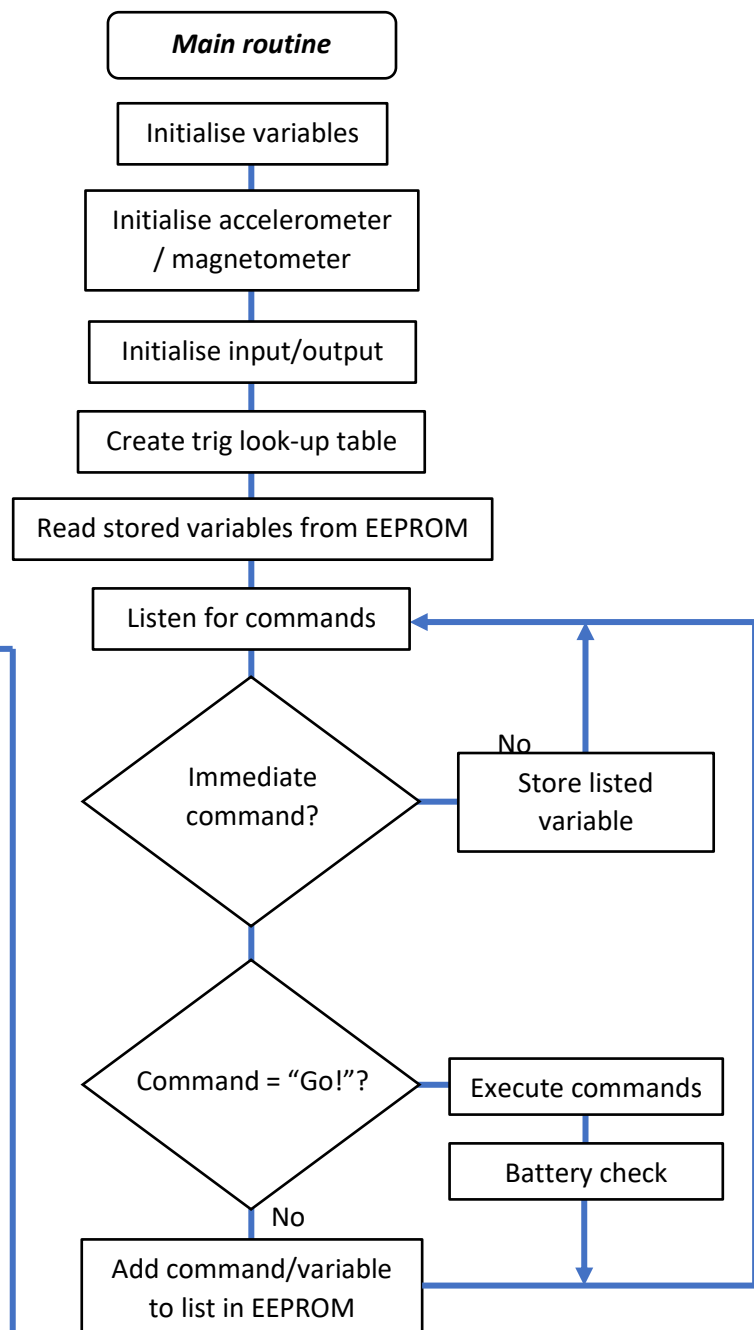 Main routine
Initialise variables
Initialise accelerometer
/ magnetometer
Initialise input/output
Create trig look-up table
Read stored variables from EEPROM
Listen for commands
Immediate
command?
No
Store listed
variable
Command = “Go!”?
Execute commands
Battery check
No
Add command/variable
to list in EEPROM